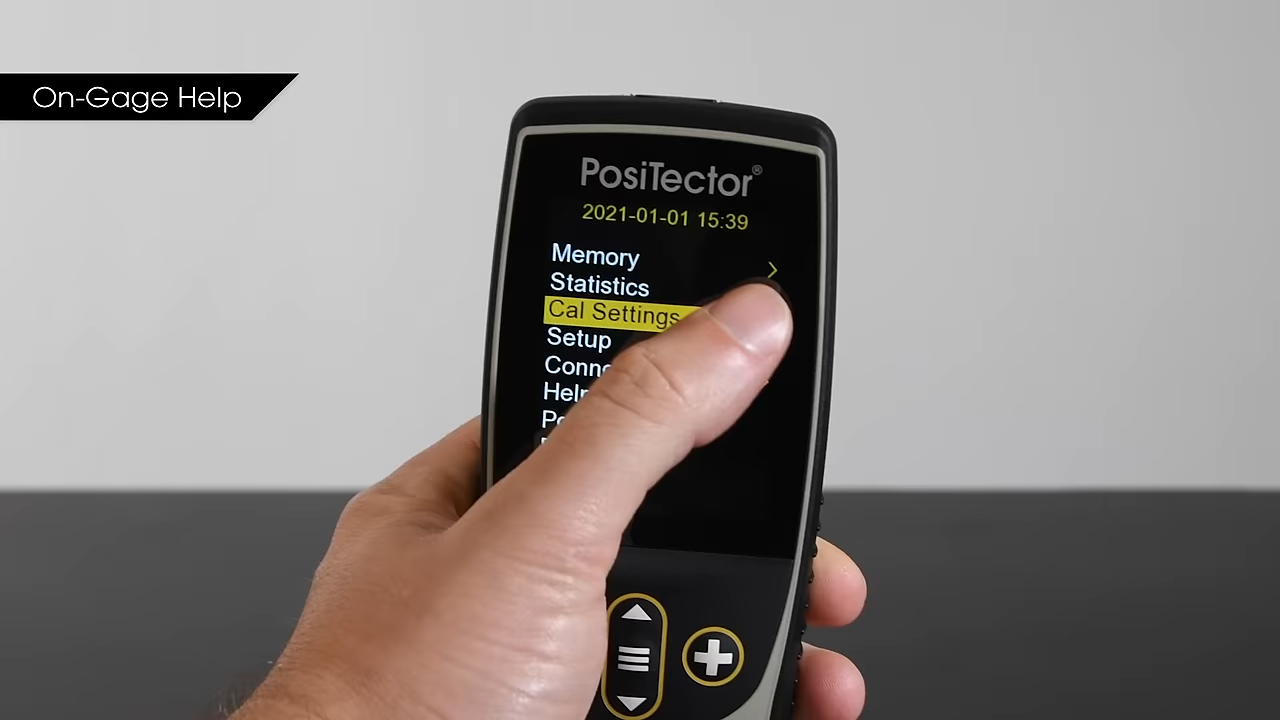 On-Gage Help
PosiTector®
2021-01-01 15:39
Memory
Statistics
Cal Settings
Setup